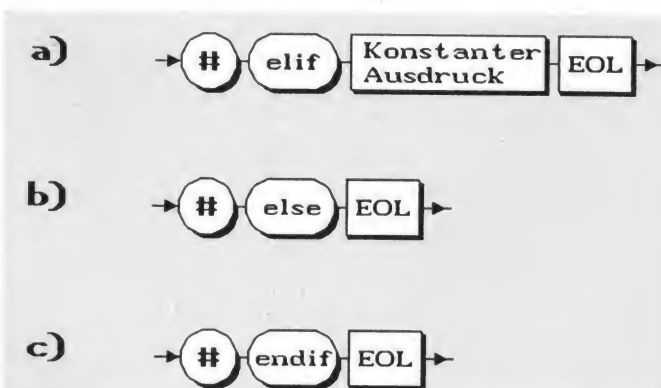 a) # elif Konstanter Ausdruck EOL
b) # else EOL
c) # endif EOL